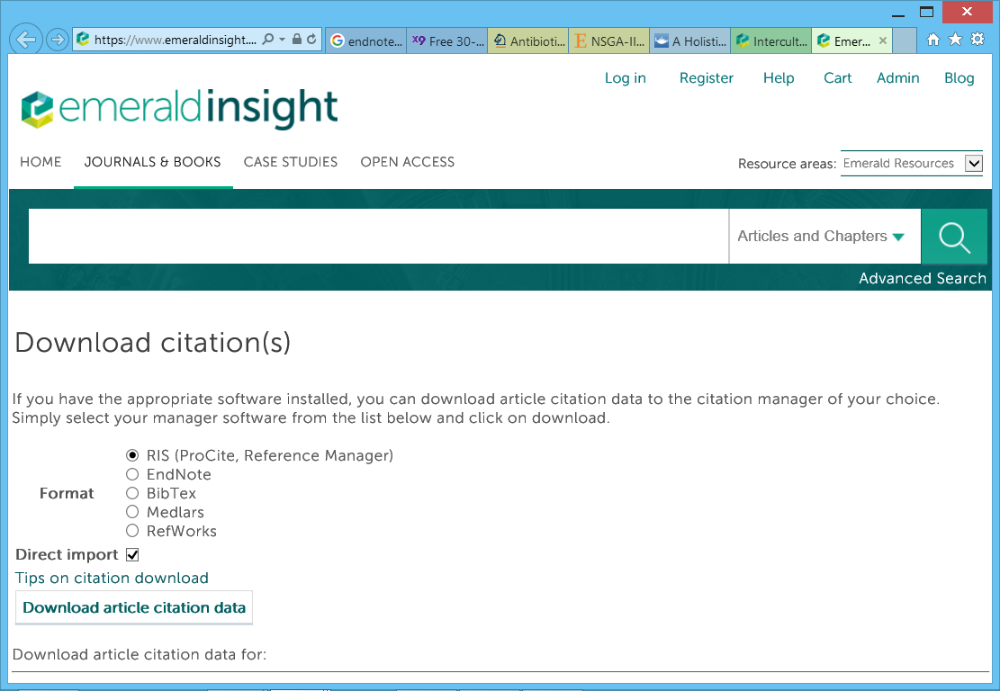 https://www.emeraldinsight....
endnote...
Free 30-...
Antibioti...
NSGA-II...
A Holisti...
Intercult...
Emer...
Log in Register Help Cart Admin Blog
emeraldinsight
HOME JOURNALS & BOOKS CASE STUDIES OPEN ACCESS
Resource areas: Emerald Resources
Articles and Chapters
Advanced Search
Download citation(s)
If you have the appropriate software installed, you can download article citation data to the citation manager of your choice.
Simply select your manager software from the list below and click on download.
RIS (ProCite, Reference Manager)
EndNote
Format BibTex
Medlars
RefWorks
Direct import
Tips on citation download
Download article citation data
Download article citation data for: